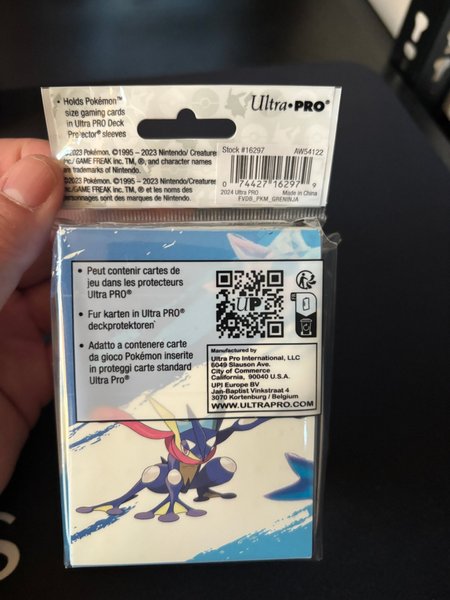 • Holds Pokémon™
size gaming cards
in Ultra PRO Deck
Protector® sleeves
Ultra•PRO®
©2023 Pokémon. ©1995 – 2023 Nintendo/Creatures
Inc./GAME FREAK inc. TM, ®, and character names
are trademarks of Nintendo.
©2023 Pokémon. ©1995 – 2023 Nintendo/Creatures
Inc./GAME FREAK inc. TM, ® et les noms des
personnages sont des marques de Nintendo.
Stock #16297 AW54122
0 74427 16297 9
2024 Ultra PRO Made in China
FVDB_PKM_GRENINJA
• Peut contenir cartes de
jeu dans les protecteurs
Ultra PRO®
• Fur karten in Ultra PRO®
deckprotektoren
• Adatto a contenere carte
da gioco Pokémon inserite
in proteggi carte standard
Ultra Pro®
UP
Manufactured by
Ultra Pro International, LLC
6049 Slauson Ave.
City of Commerce
California, 90040 U.S.A.
UPI Europe BV
Jan-Baptist Vinkstraat 4
3070 Kortenburg / Belgium
WWW.ULTRAPRO.COM